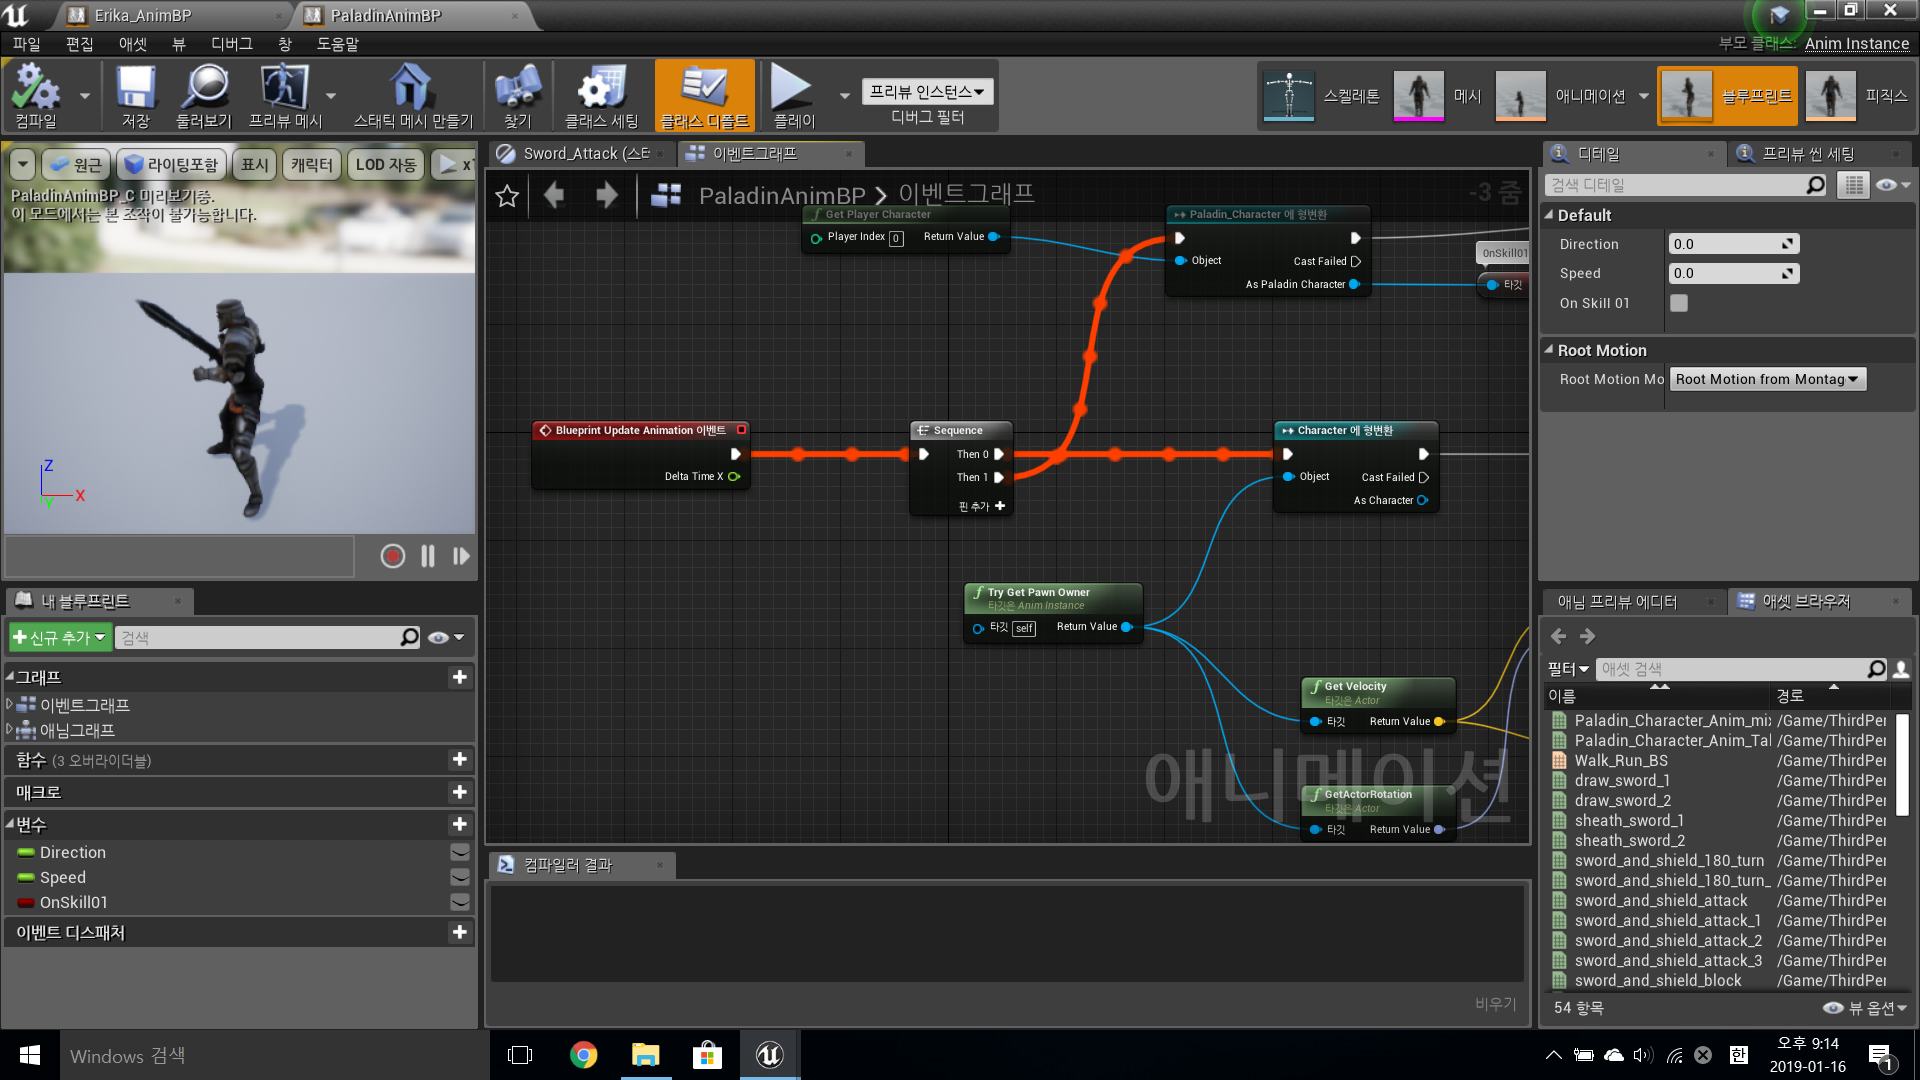 Erika_AnimBP
PaladinAnimBP
파일 편집 애셋 뷰 디버그 창 도움말
부모 클래스: Anim Instance
컴파일 저장 둘러보기 프리뷰 메시 스태틱 메시 만들기 찾기 클래스 세팅 클래스 디폴트 플레이
프리뷰 인스턴스
디버그 필터
스켈레톤 메시 애니메이션 블루프린트 피직스
원근 라이팅포함 표시 캐릭터 LOD 자동 x1
PaladinAnimBP_C 미리보기중.
이 모드에서는 본 조작이 불가능합니다.
Z
X
Y
내 블루프린트
신규 추가 검색
그래프
이벤트그래프
애님그래프
함수 (3 오버라이더블)
매크로
변수
Direction
Speed
OnSkill01
이벤트 디스패처
Sword_Attack (스테
이벤트그래프
PaladinAnimBP > 이벤트그래프
-3 줌
Get Player Character
Player Index 0 Return Value
Paladin_Character 에 형변환
Object
Cast Failed
As Paladin Character
OnSkill01
타깃
Blueprint Update Animation 이벤트
Delta Time X
Sequence
Then 0
Then 1
핀 추가
Character 에 형변환
Object
Cast Failed
As Character
Try Get Pawn Owner
타깃은 Anim Instance
타깃 self Return Value
Get Velocity
타깃은 Actor
타깃 Return Value
GetActorRotation
타깃은 Actor
타깃 Return Value
애니메이션
컴파일러 결과
비우기
디테일
프리뷰 씬 세팅
검색 디테일
Default
Direction 0.0
Speed 0.0
On Skill 01
Root Motion
Root Motion Mo Root Motion from Montag
애님 프리뷰 에디터
애셋 브라우저
필터 애셋 검색
이름 경로
Paladin_Character_Anim_mix /Game/ThirdPer
Paladin_Character_Anim_Tal /Game/ThirdPer
Walk_Run_BS /Game/ThirdPer
draw_sword_1 /Game/ThirdPer
draw_sword_2 /Game/ThirdPer
sheath_sword_1 /Game/ThirdPer
sheath_sword_2 /Game/ThirdPer
sword_and_shield_180_turn /Game/ThirdPer
sword_and_shield_180_turn_ /Game/ThirdPer
sword_and_shield_attack /Game/ThirdPer
sword_and_shield_attack_1 /Game/ThirdPer
sword_and_shield_attack_2 /Game/ThirdPer
sword_and_shield_attack_3 /Game/ThirdPer
sword_and_shield_block /Game/ThirdPer
54 항목
뷰 옵션
Windows 검색
한
오후 9:14
2019-01-16
1